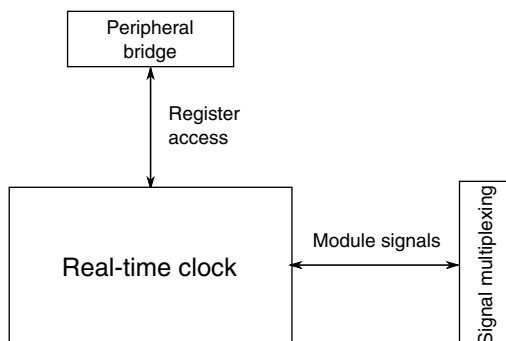 Peripheral
bridge
Register
access
Real-time clock
Module signals
Signal multiplexing